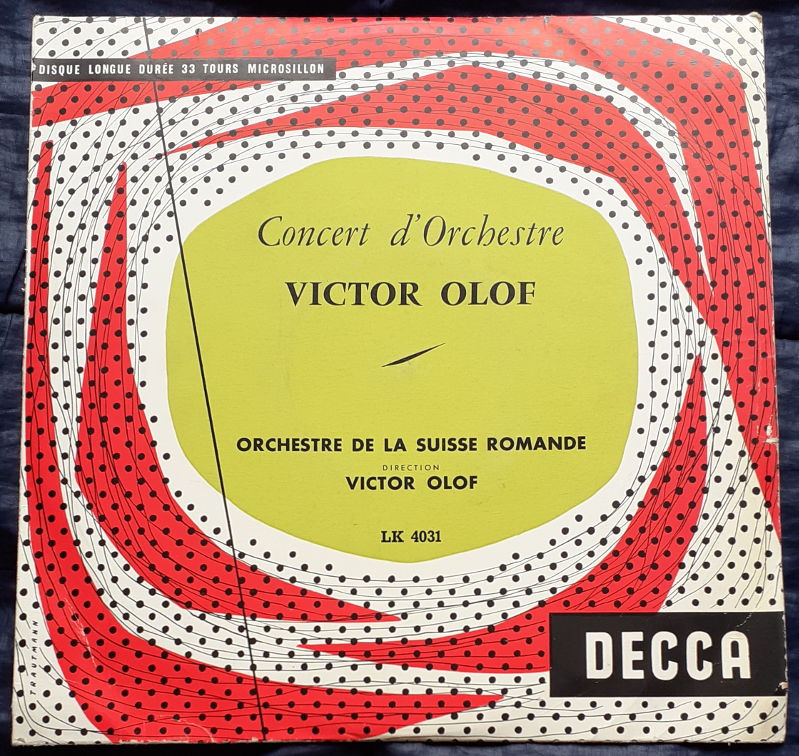 DISQUE LONGUE DURÉE 33 TOURS MICROSILLON
Concert d'Orchestre
VICTOR OLOF
ORCHESTRE DE LA SUISSE ROMANDE
DIRECTION
VICTOR OLOF
LK 4031
DECCA
TRAUTMANN